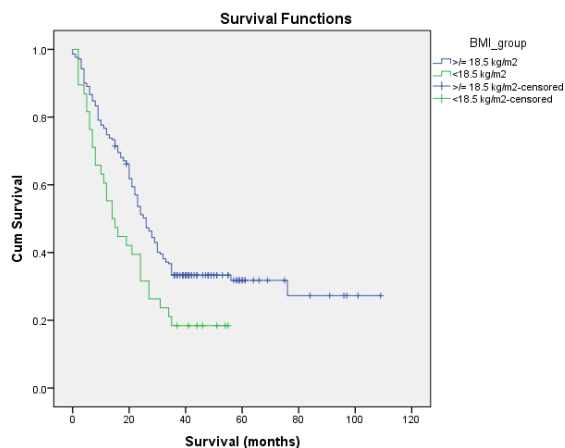 Survival Functions
BMI_group
>/= 18.5 kg/m2
<18.5 kg/m2
>/= 18.5 kg/m2-censored
<18.5 kg/m2-censored
Cum Survival
1.0
0.8
0.6
0.4
0.2
0.0
0 20 40 60 80 100 120
Survival (months)